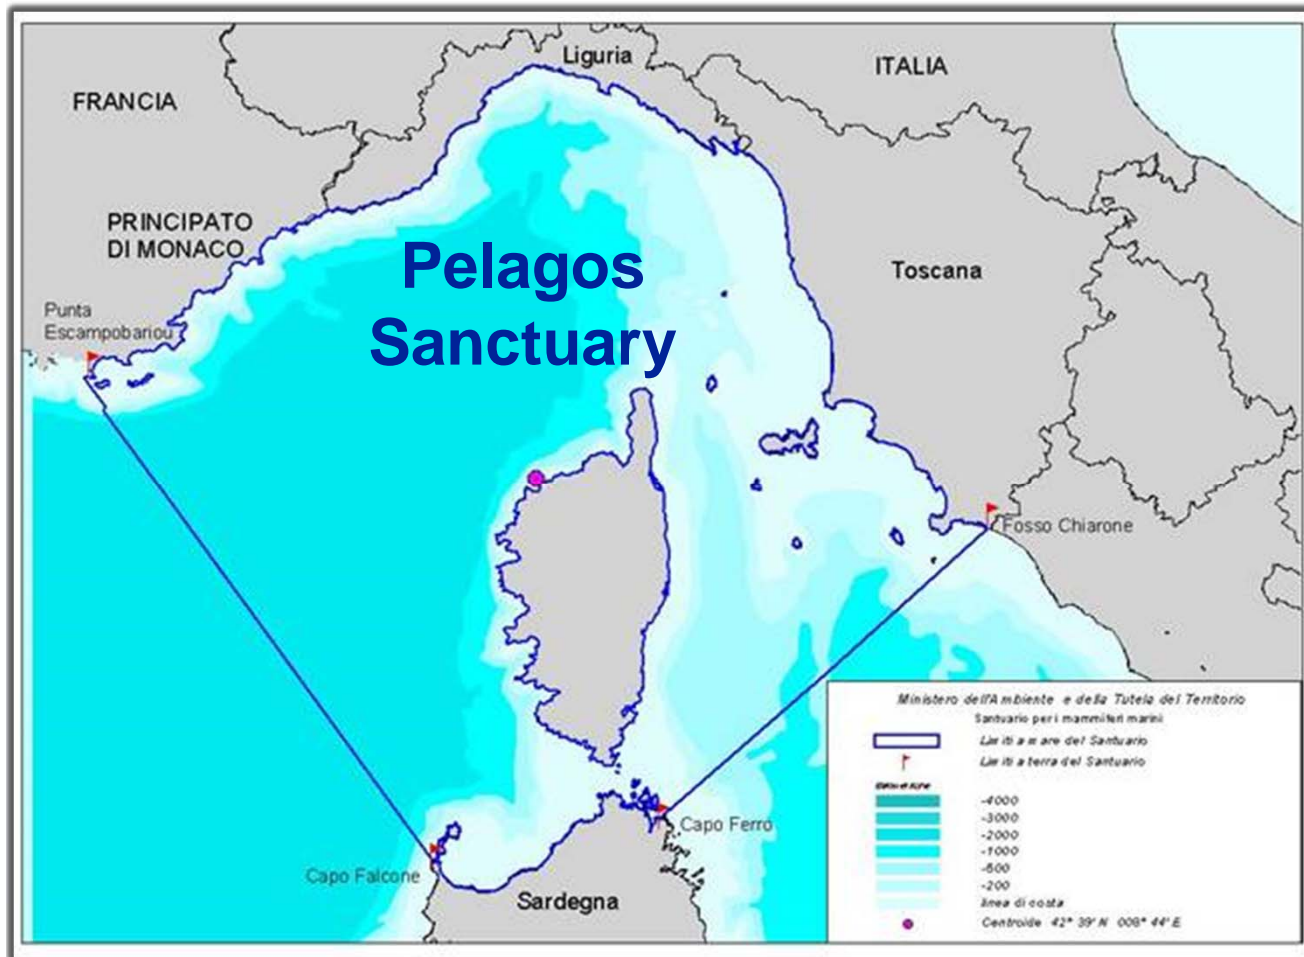 Liguria
ITALIA
FRANCIA
PRINCIPATO
DI MONACO
Pelagos
Sanctuary
Toscana
Punta
Escampobariou
Fosso Chiarone
Capo Ferro
Capo Falcone
Sardegna
Ministero dell'Ambiente e della Tutela del Territorio
Santuario per i mammiferi marini
Limiti a mare del Santuario
Limiti a terra del Santuario
-4000
-3000
-2000
-1000
-500
-200
linea di costa
Centroide 42° 39' N 008° 44' E